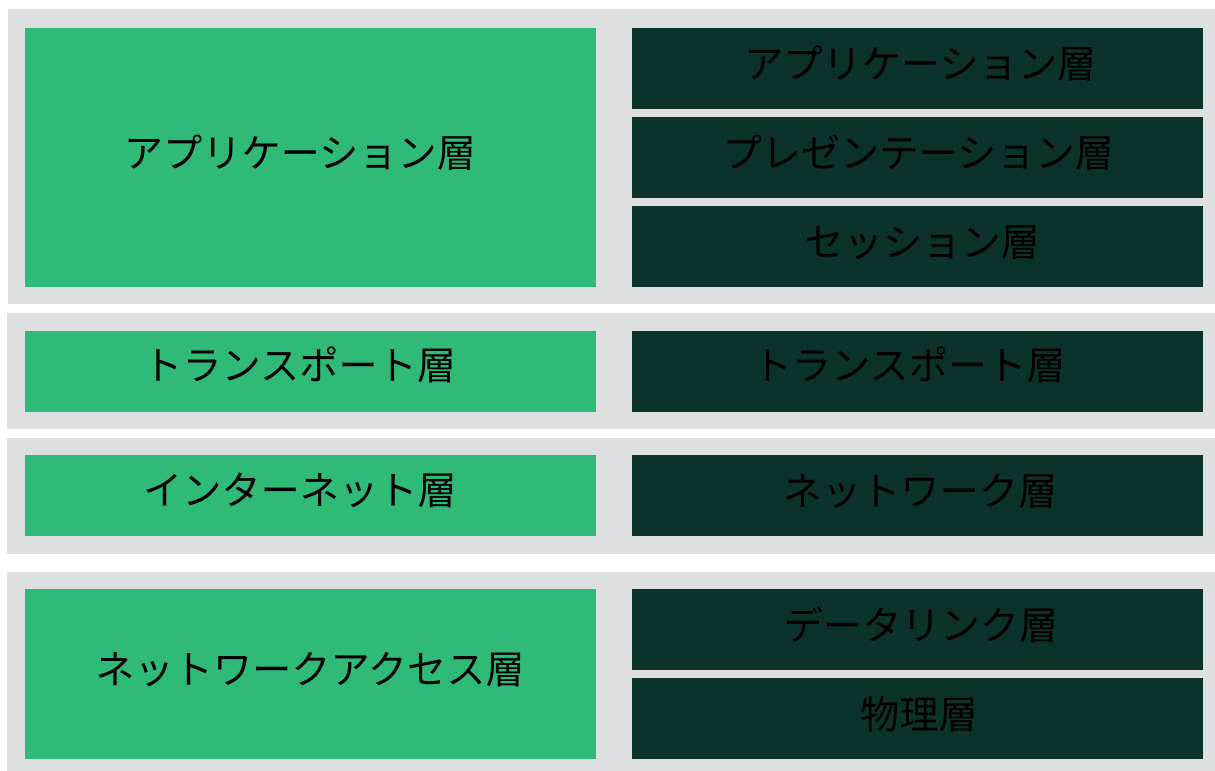 アプリケーション層
アプリケーション層
プレゼンテーション層
セッション層
トランスポート層
トランスポート層
インターネット層
ネットワーク層
ネットワークアクセス層
データリンク層
物理層